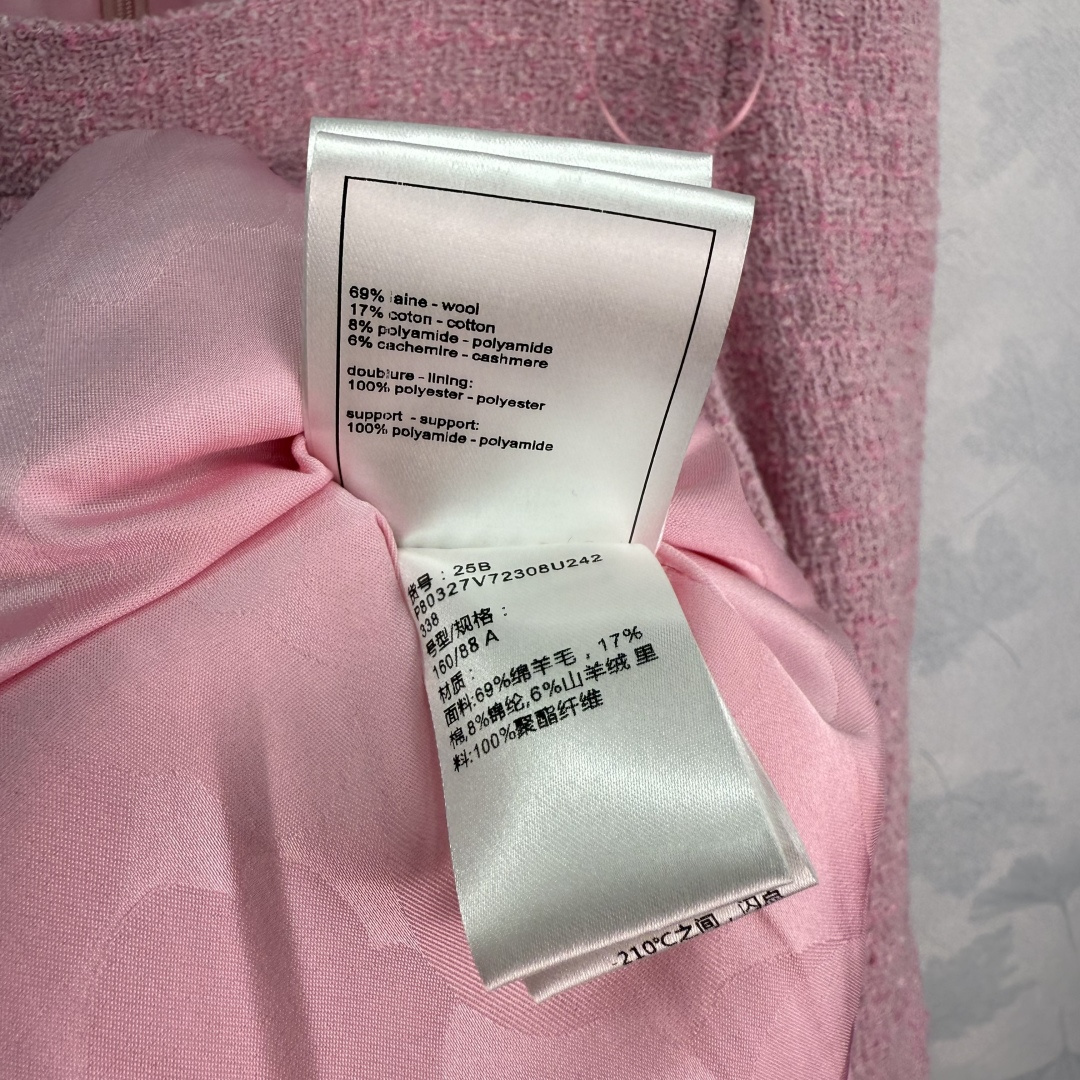 69% laine - wool
17% coton - cotton
8% polyamide - polyamide
6% cachemire - cashmere
doublure - lining:
100% polyester - polyester
support - support:
100% polyamide - polyamide
货号：25B
P80327V72308U242
338
号型/规格：
160/88 A
材质：
面料:69%绵羊毛，17%
棉,8%锦纶,6%山羊绒 里
料:100%聚酯纤维
-210℃之间，闪点